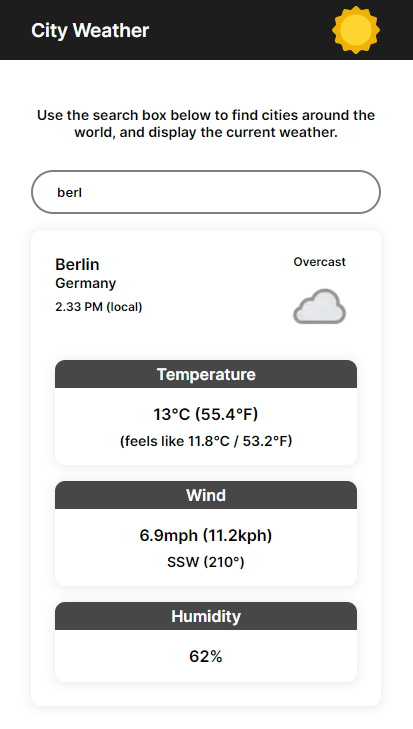 City Weather
Use the search box below to find cities around the
world, and display the current weather.
berl
Berlin
Germany
2.33 PM (local)
Overcast
Temperature
13°C (55.4°F)
(feels like 11.8°C / 53.2°F)
Wind
6.9mph (11.2kph)
SSW (210°)
Humidity
62%